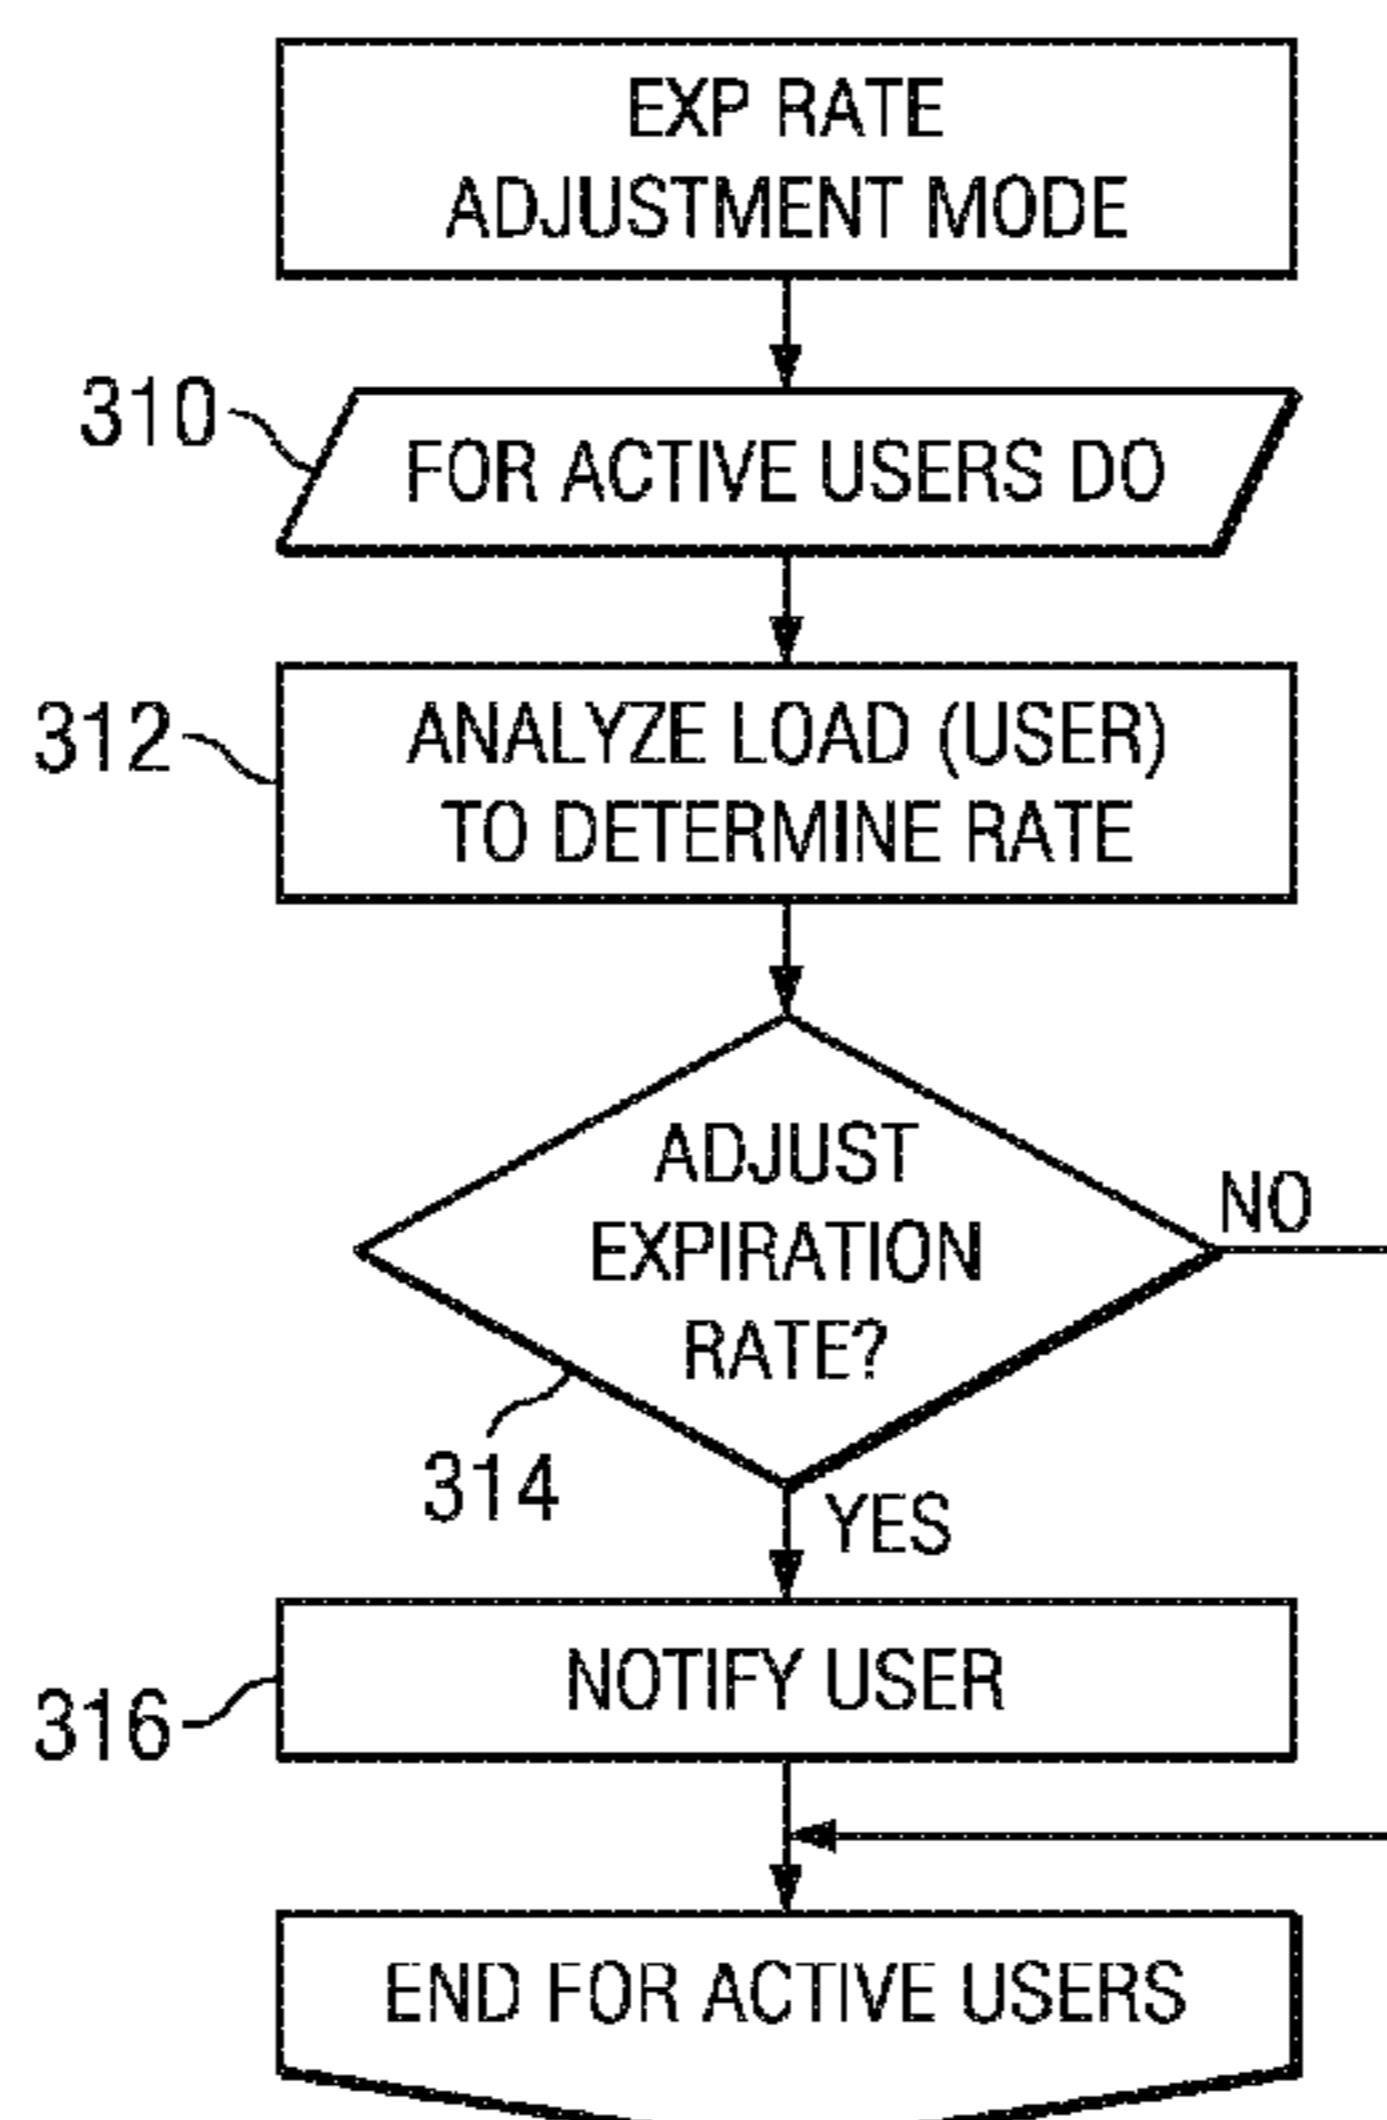 EXP RATE
ADJUSTMENT MODE
310
FOR ACTIVE USERS DO
312
ANALYZE LOAD (USER)
TO DETERMINE RATE
ADJUST
EXPIRATION
RATE?
NO
314
YES
NOTIFY USER
316
END FOR ACTIVE USERS